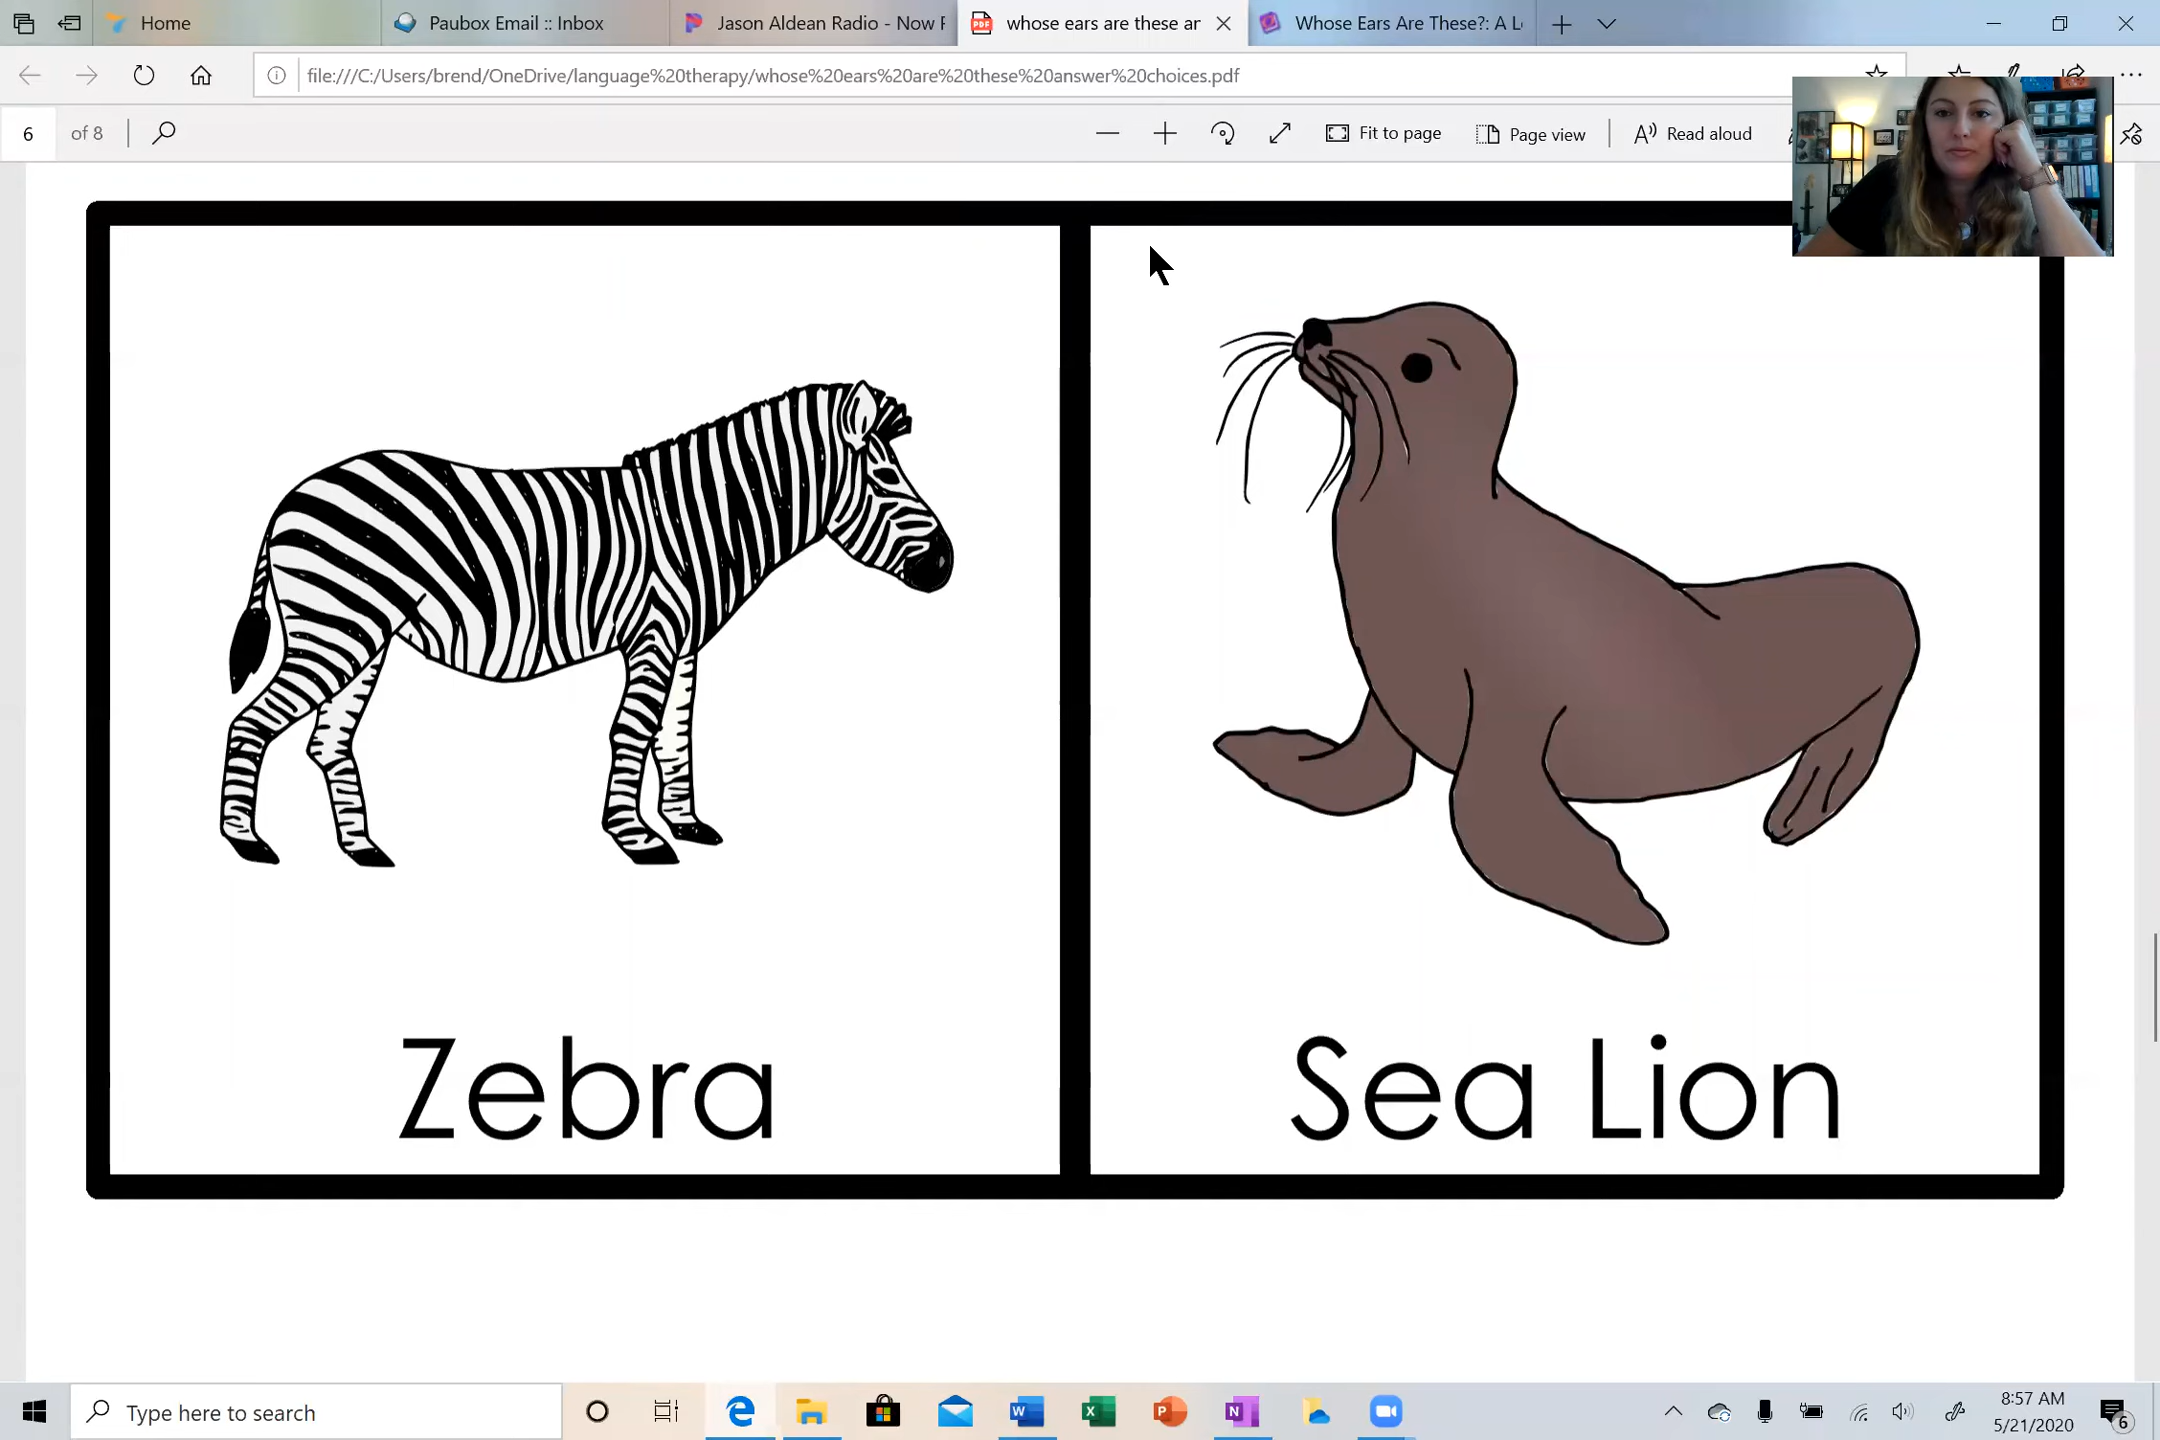 Home
Paubox Email :: Inbox
Jason Aldean Radio - Now F
whose ears are these ar
Whose Ears Are These?: A L
file:///C:/Users/brend/OneDrive/language%20therapy/whose%20ears%20are%20these%20answer%20choices.pdf
6 of 8
Fit to page
Page view
Read aloud
Zebra
Sea Lion
Type here to search
8:57 AM
5/21/2020
6